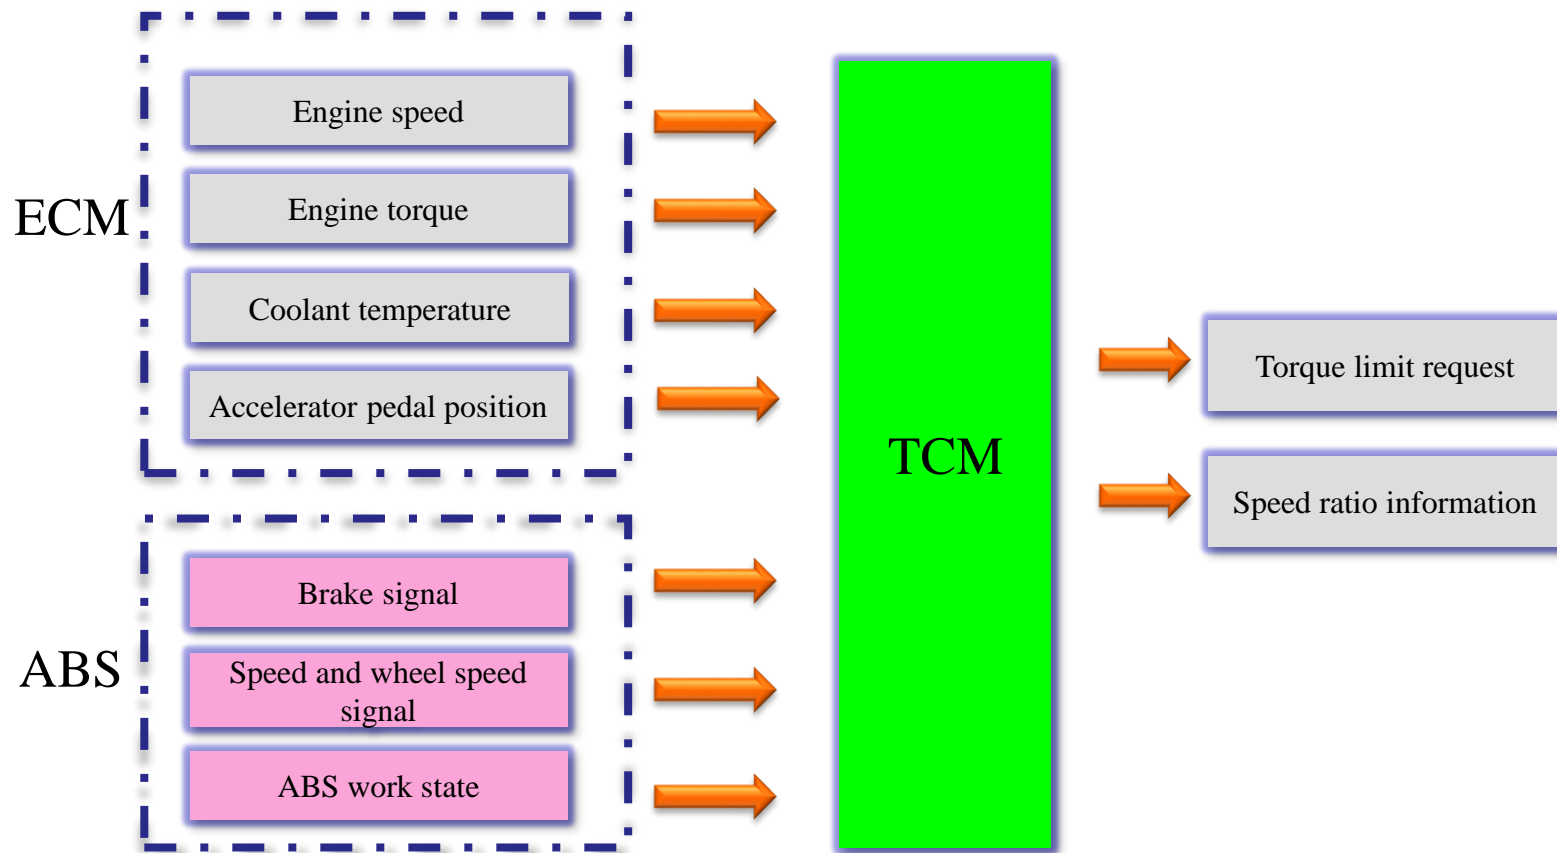 ECM
Engine speed
Engine torque
Coolant temperature
Accelerator pedal position
ABS
Brake signal
Speed and wheel speed
signal
ABS work state
TCM
Torque limit request
Speed ratio information